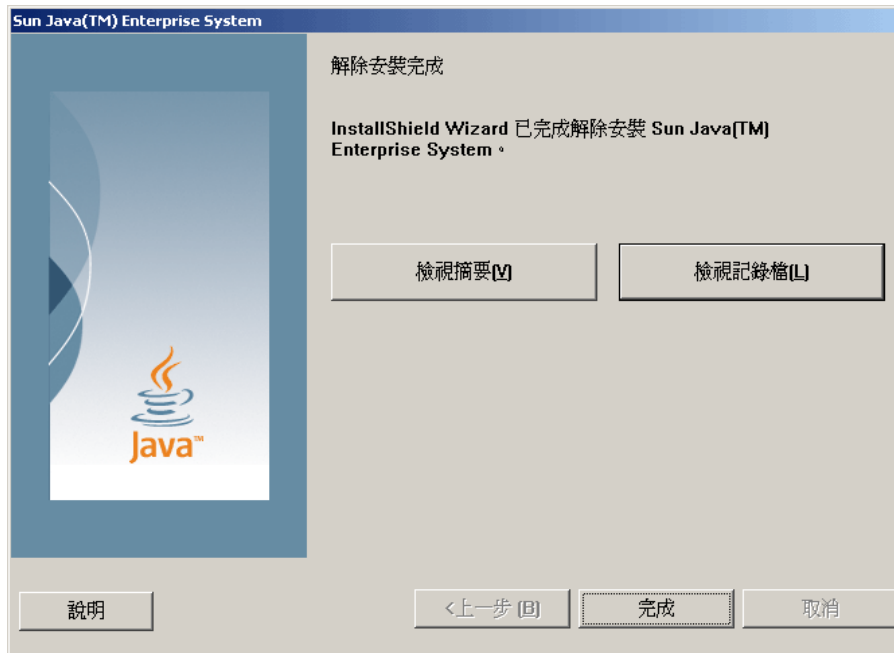 Sun Java(TM) Enterprise System
解除安裝完成
InstallShield Wizard 已完成解除安裝 Sun Java(TM)
Enterprise System。
檢視摘要(V)
檢視記錄檔(L)
Java™
說明
<上一步(B)
完成
取消